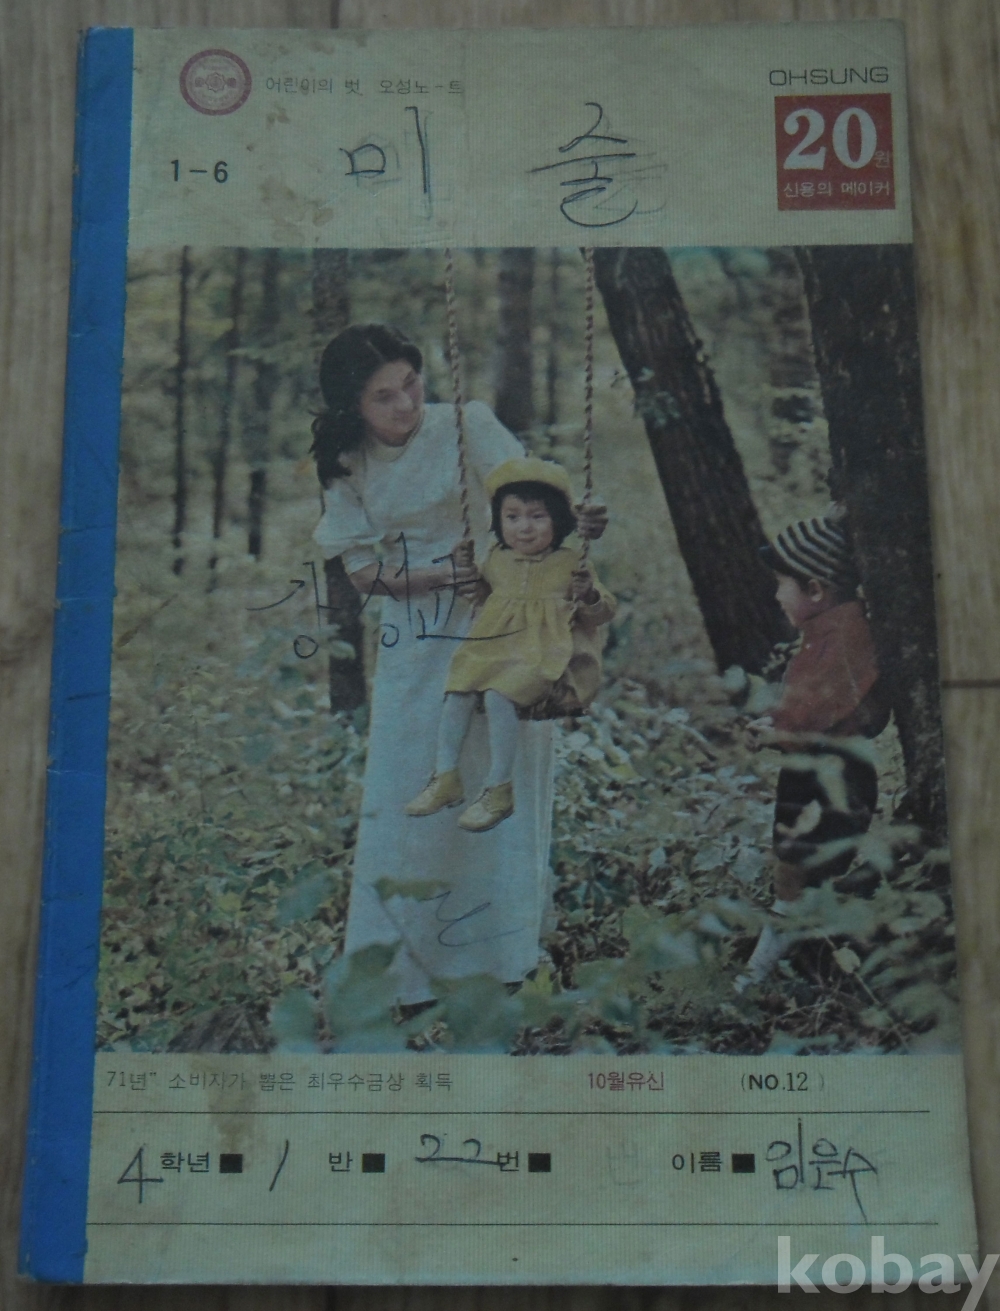 어린이의 벗 오성노-트
OHSUNG
20원
신용의 메이커
1-6
미술
강성
71년" 소비자가 뽑은 최우수금상 획득 10월유신 (NO.12)
4학년■ 1 반■ 22번■ 이름■ 임은수
kobay